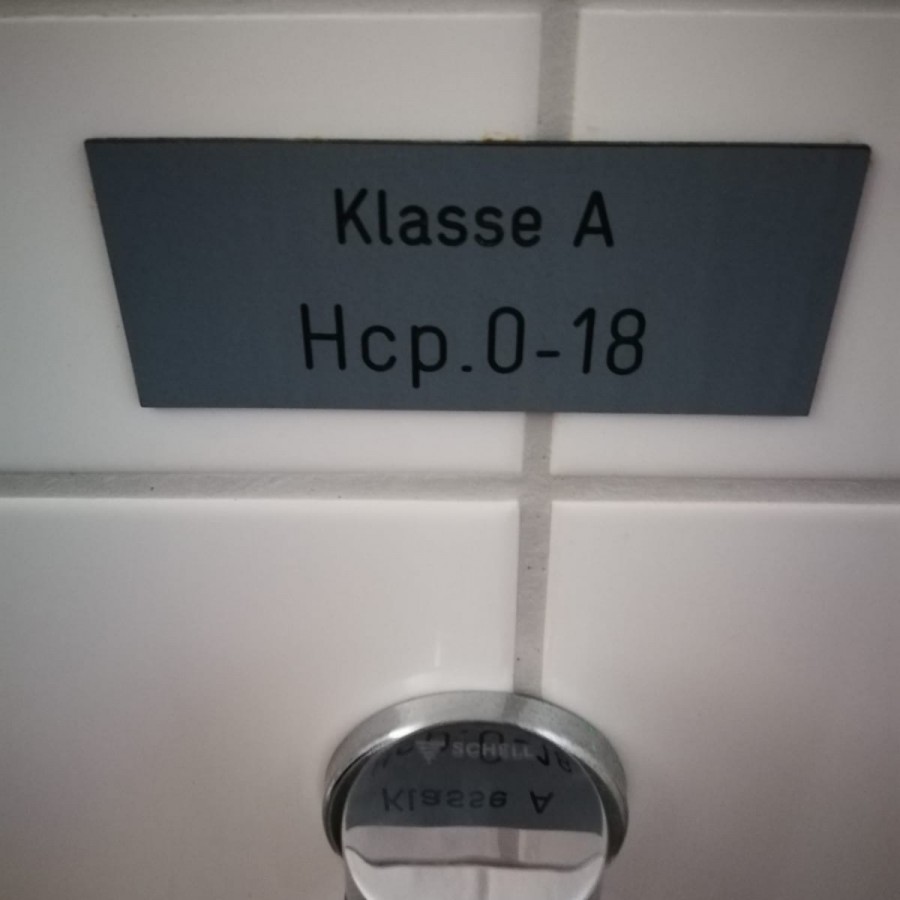 Klasse A
Hcp.0-18
SCHELL